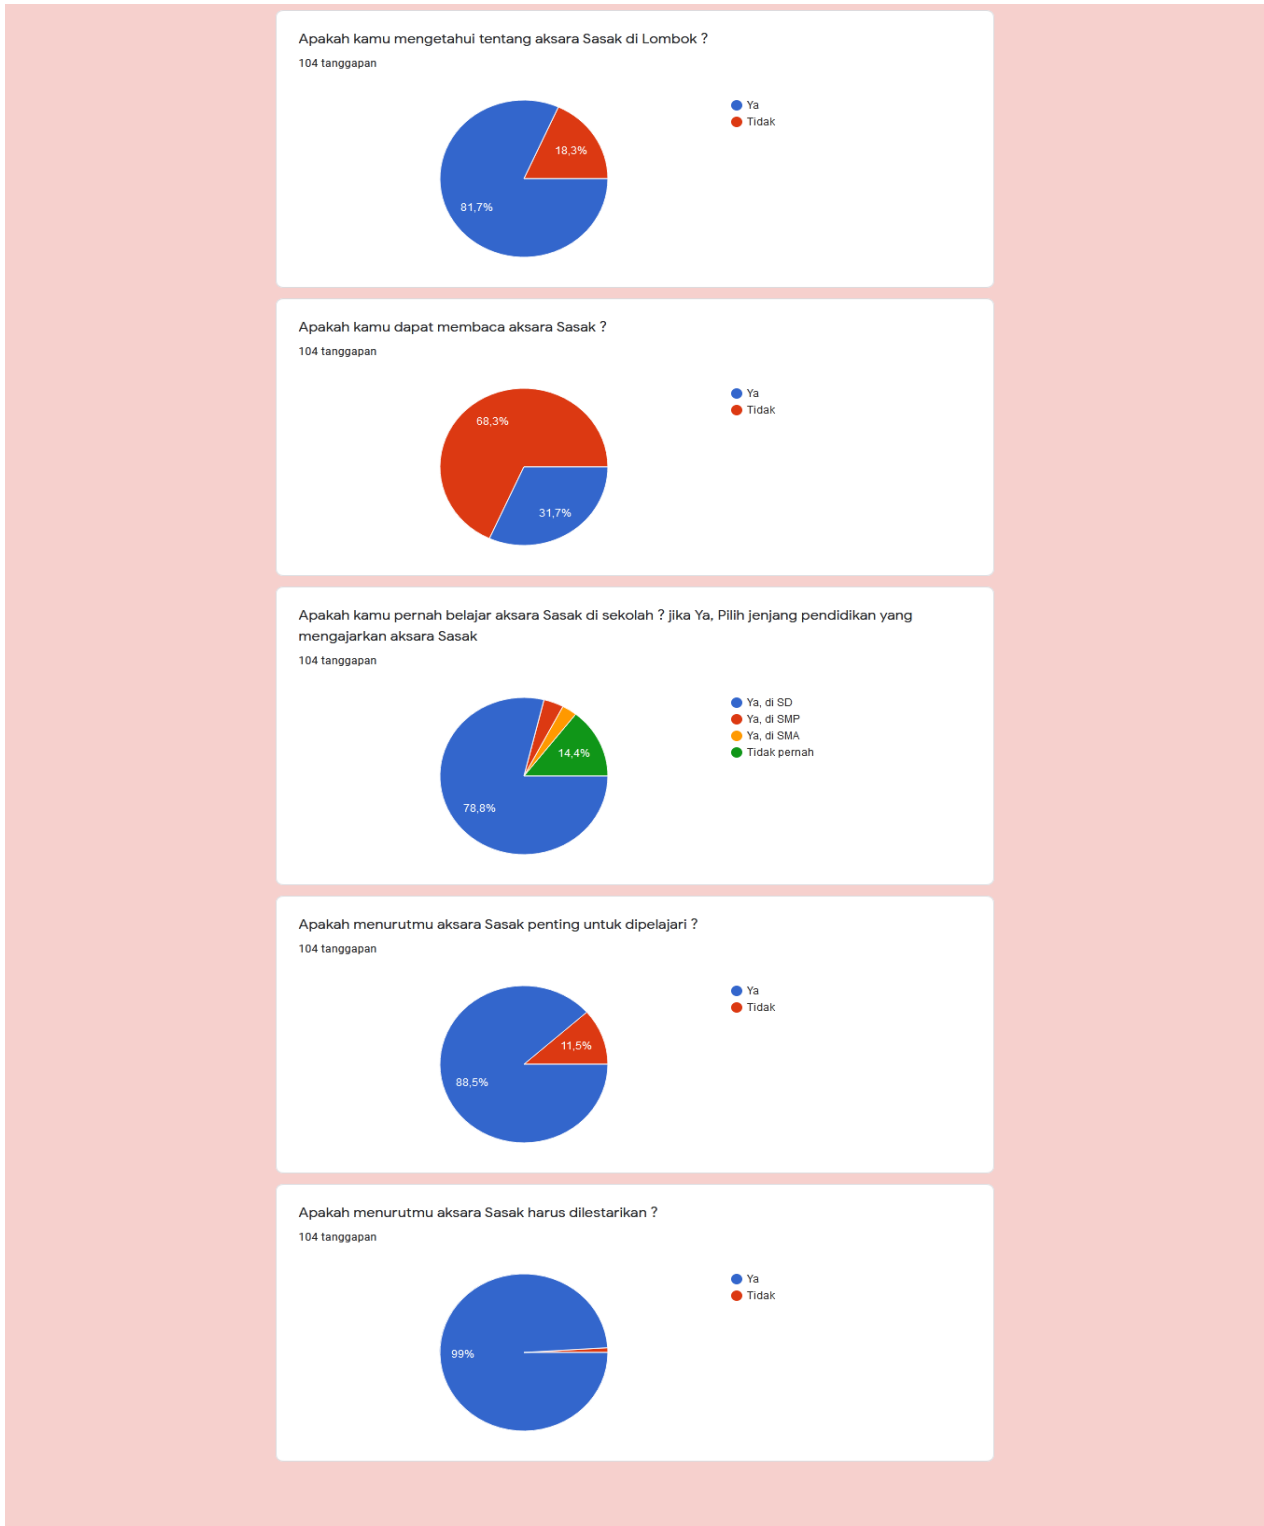 Apakah kamu mengetahui tentang aksara Sasak di Lombok ?
104 tanggapan
Ya
Tidak
18,3%
81,7%
Apakah kamu dapat membaca aksara Sasak ?
104 tanggapan
Ya
Tidak
68,3%
31,7%
Apakah kamu pernah belajar aksara Sasak di sekolah ? jika Ya, Pilih jenjang pendidikan yang
mengajarkan aksara Sasak
104 tanggapan
Ya, di SD
Ya, di SMP
Ya, di SMA
Tidak pernah
14,4%
78,8%
Apakah menurutmu aksara Sasak penting untuk dipelajari ?
104 tanggapan
Ya
Tidak
11,5%
88,5%
Apakah menurutmu aksara Sasak harus dilestarikan ?
104 tanggapan
Ya
Tidak
99%